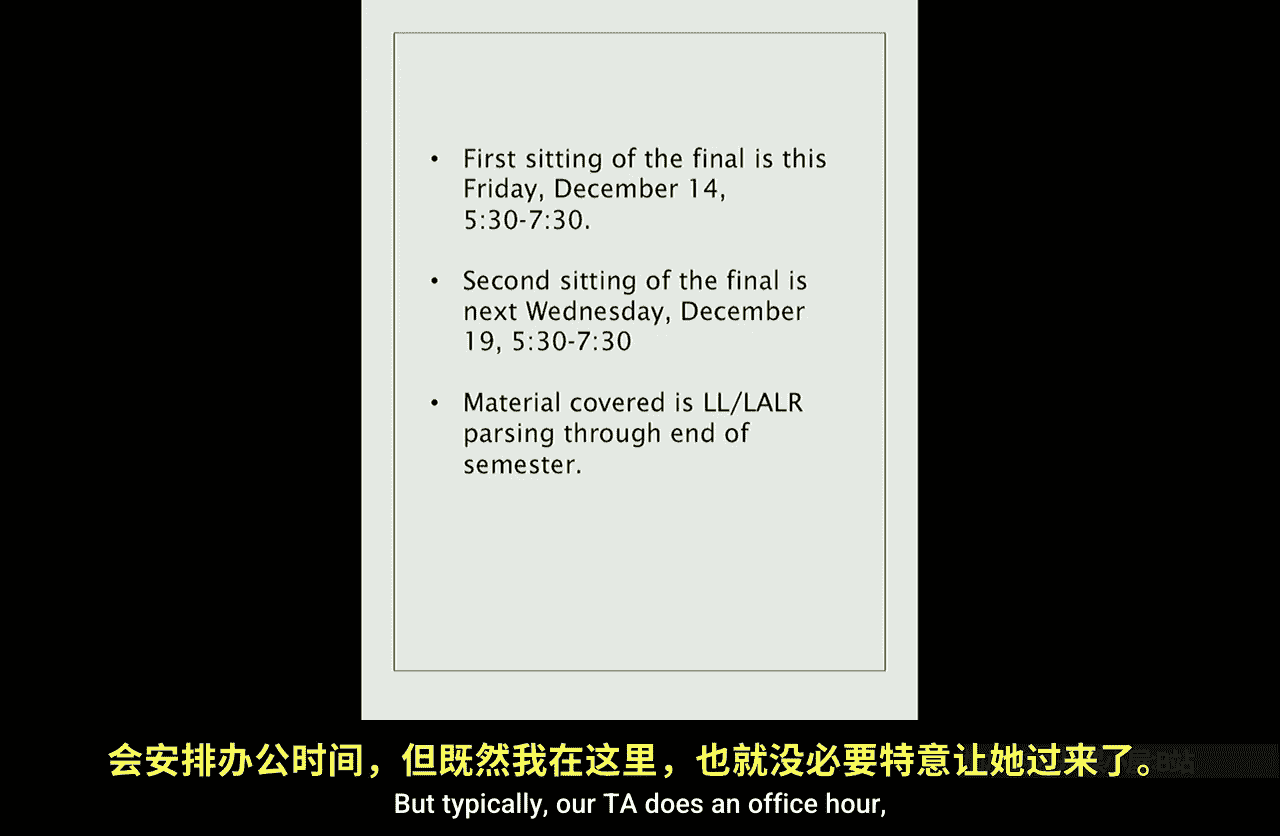 • First sitting of the final is this
Friday, December 14,
5:30-7:30.
• Second sitting of the final is
next Wednesday, December
19, 5:30-7:30
• Material covered is LL/LALR
parsing through end of
semester.
会安排办公时间，但既然我在这里，也就没必要特意让她过来了。
But typically, our TA does an office hour,